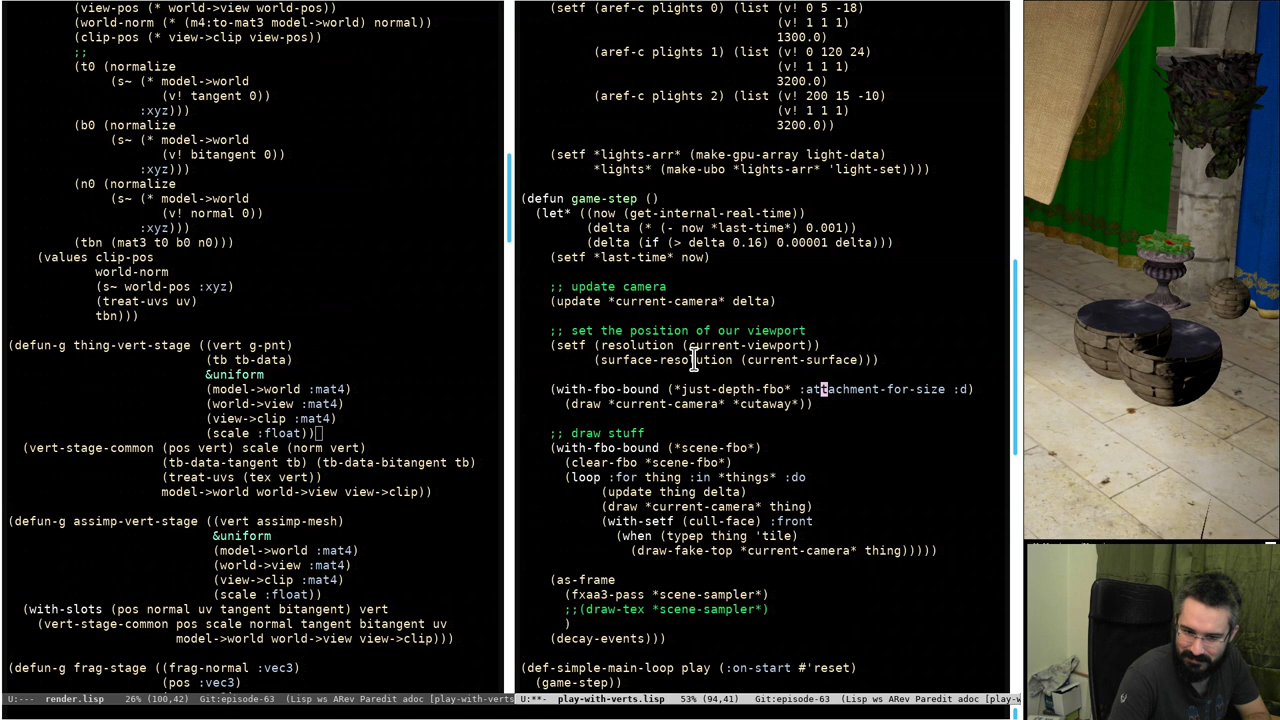 (view-pos (* world->view world-pos))
(world-norm (* (m4:to-mat3 model->world) normal))
(clip-pos (* view->clip view-pos))
;;
(t0 (normalize
(s~ (* model->world
(v! tangent 0))
:xyz)))
(b0 (normalize
(s~ (* model->world
(v! bitangent 0))
:xyz)))
(n0 (normalize
(s~ (* model->world
(v! normal 0))
:xyz)))
(tbn (mat3 t0 b0 n0)))
(values clip-pos
world-norm
(s~ world-pos :xyz)
(treat-uvs uv)
tbn)))
(defun-g thing-vert-stage ((vert g-pnt)
(tb tb-data)
&uniform
(model->world :mat4)
(world->view :mat4)
(view->clip :mat4)
(scale :float))
(vert-stage-common (pos vert) scale (norm vert)
(tb-data-tangent tb) (tb-data-bitangent tb)
(treat-uvs (tex vert))
model->world world->view view->clip))
(defun-g assimp-vert-stage ((vert assimp-mesh)
&uniform
(model->world :mat4)
(world->view :mat4)
(view->clip :mat4)
(scale :float))
(with-slots (pos normal uv tangent bitangent) vert
(vert-stage-common pos scale normal tangent bitangent uv
model->world world->view view->clip)))
(defun-g frag-stage ((frag-normal :vec3)
(pos :vec3)
U:--- render.lisp 26% (100,42) Git:episode-63 (Lisp ws ARev Paredit adoc [play-with-verts
(setf (aref-c plights 0) (list (v! 0 5 -18)
(v! 1 1 1)
1300.0)
(aref-c plights 1) (list (v! 0 120 24)
(v! 1 1 1)
3200.0)
(aref-c plights 2) (list (v! 200 15 -10)
(v! 1 1 1)
3200.0))
(setf *lights-arr* (make-gpu-array light-data)
*lights* (make-ubo *lights-arr* 'light-set))))
(defun game-step ()
(let* ((now (get-internal-real-time))
(delta (* (- now *last-time*) 0.001))
(delta (if (> delta 0.16) 0.00001 delta)))
(setf *last-time* now)
;; update camera
(update *current-camera* delta)
;; set the position of our viewport
(setf (resolution (current-viewport))
(surface-resolution (current-surface)))
(with-fbo-bound (*just-depth-fbo* :attachment-for-size :d)
(draw *current-camera* *cutaway*))
;; draw stuff
(with-fbo-bound (*scene-fbo*)
(clear-fbo *scene-fbo*)
(loop :for thing :in *things* :do
(update thing delta)
(draw *current-camera* thing)
(with-setf (cull-face) :front
(when (typep thing 'tile)
(draw-fake-top *current-camera* thing)))))
(as-frame
(fxaa3-pass *scene-sampler*)
;;(draw-tex *scene-sampler*)
)
(decay-events)))
(def-simple-main-loop play (:on-start #'reset)
(game-step))
U:**- play-with-verts.lisp 53% (94,41) Git:episode-63 (Lisp ws ARev Paredit adoc [play-w